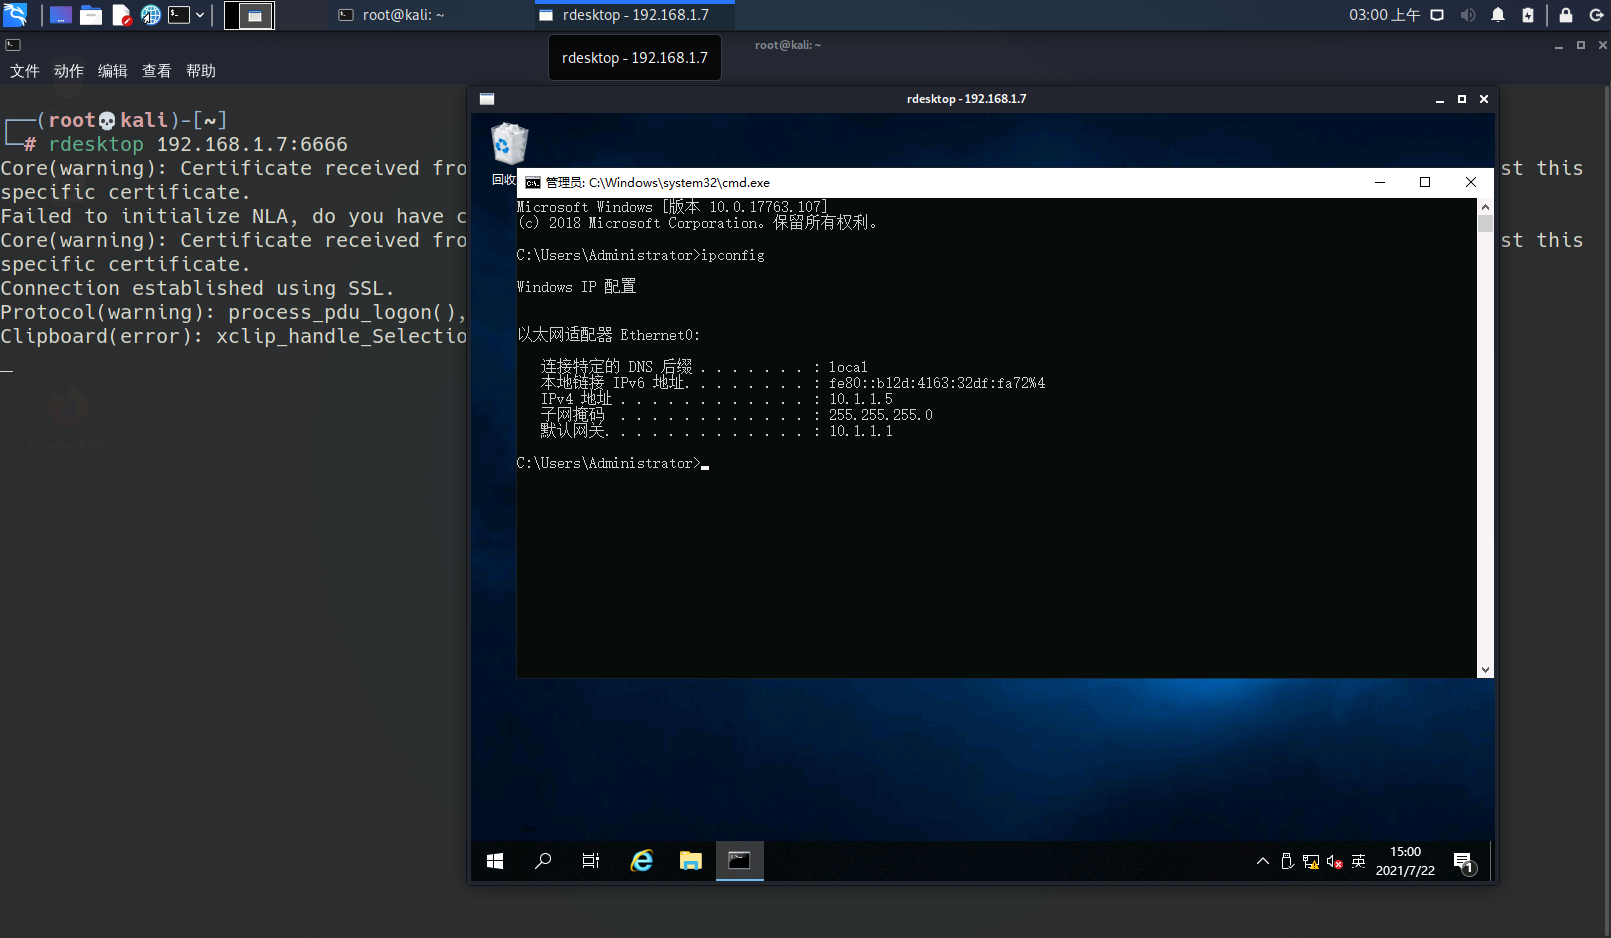 root@kali: ~
rdesktop - 192.168.1.7
03:00 上午
root@kali: ~
rdesktop - 192.168.1.7
文件 动作 编辑 查看 帮助
┌──(root💀kali)-[~]
└─# rdesktop 192.168.1.7:6666
Core(warning): Certificate received fro
st this
specific certificate.
Failed to initialize NLA, do you have c
Core(warning): Certificate received fro
st this
specific certificate.
Connection established using SSL.
Protocol(warning): process_pdu_logon(),
Clipboard(error): xclip_handle_Selectio
Firefox ESR
rdesktop - 192.168.1.7
回收
管理员: C:\Windows\system32\cmd.exe
Microsoft Windows [版本 10.0.17763.107]
(c) 2018 Microsoft Corporation。保留所有权利。
C:\Users\Administrator>ipconfig
Windows IP 配置
以太网适配器 Ethernet0:
连接特定的 DNS 后缀 . . . . . . . : local
本地链接 IPv6 地址. . . . . . . . : fe80::b12d:4163:32df:fa72%4
IPv4 地址 . . . . . . . . . . . . : 10.1.1.5
子网掩码  . . . . . . . . . . . . : 255.255.255.0
默认网关. . . . . . . . . . . . . : 10.1.1.1
C:\Users\Administrator>
英
15:00
2021/7/22
1